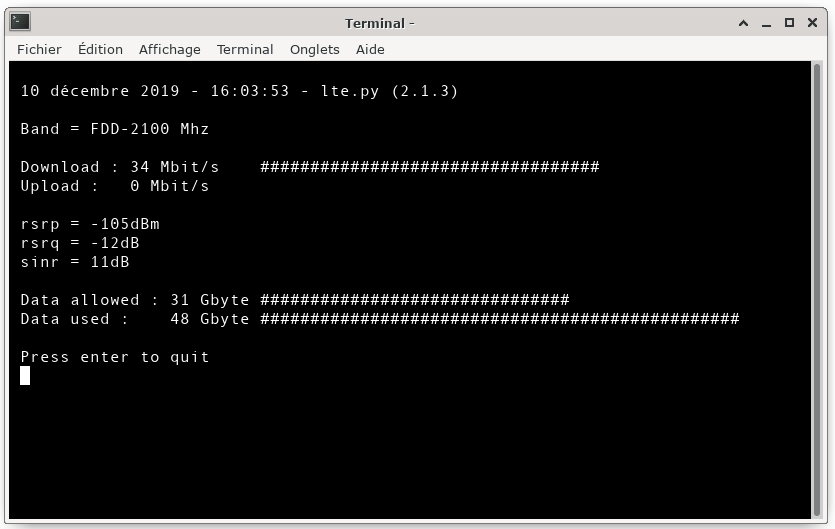 Terminal -
Fichier Édition Affichage Terminal Onglets Aide
10 décembre 2019 - 16:03:53 - lte.py (2.1.3)
Band = FDD-2100 Mhz
Download : 34 Mbit/s ##################################
Upload : 0 Mbit/s
rsrp = -105dBm
rsrq = -12dB
sinr = 11dB
Data allowed : 31 Gbyte ###############################
Data used : 48 Gbyte ################################################
Press enter to quit